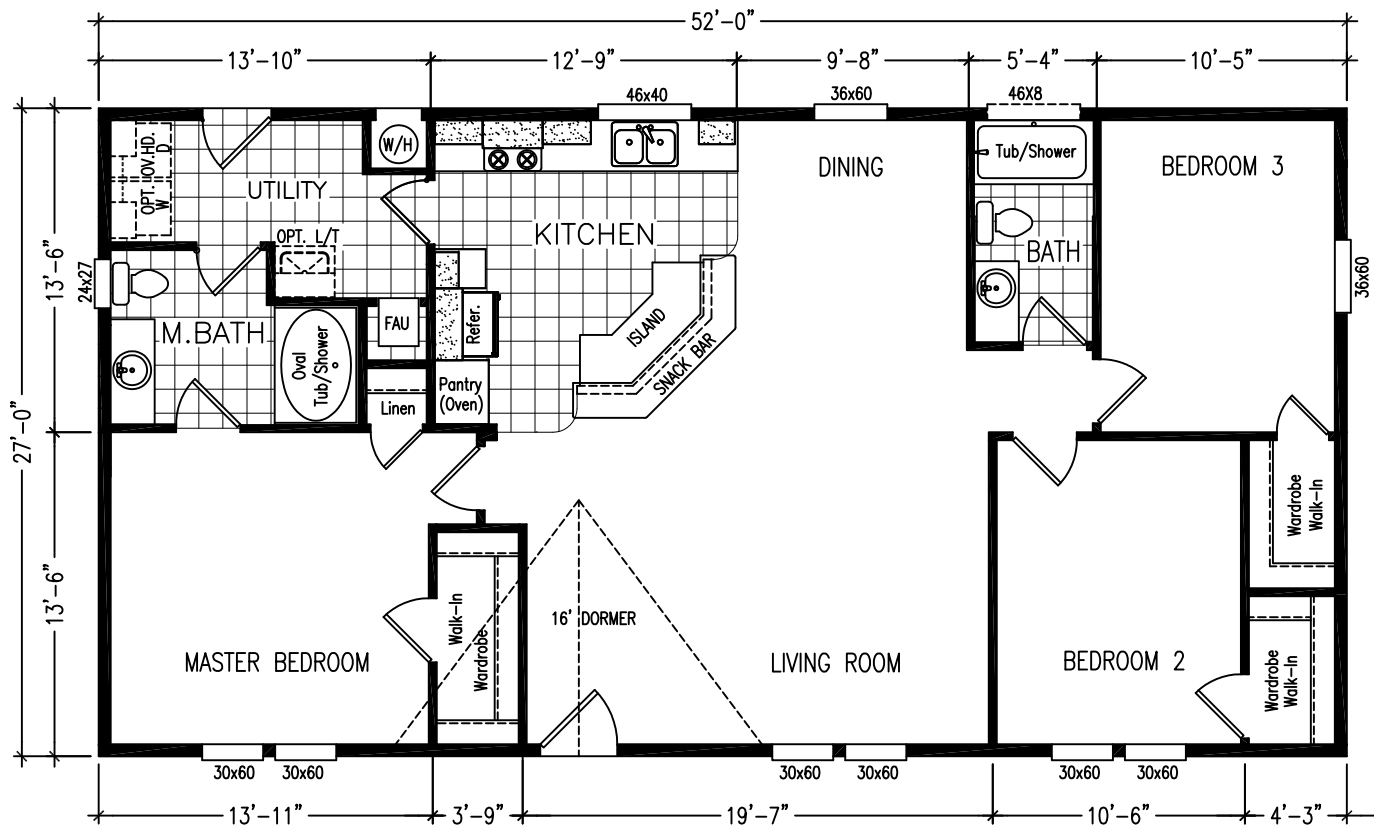 52'-0"
13'-10"
12'-9"
9'-8"
5'-4"
10'-5"
46x40
36x60
46X8
W/H
OPT. OV.HD.
W D
UTILITY
OPT. L/T
KITCHEN
DINING
Tub/Shower
BEDROOM 3
BATH
24x27
36x60
13'-6"
27'-0"
M.BATH
Oval
Tub/Shower
FAU
Refer.
ISLAND
SNACK BAR
Linen
Pantry
(Oven)
Wardrobe
Walk-In
13'-6"
MASTER BEDROOM
Walk-In
Wardrobe
16' DORMER
LIVING ROOM
BEDROOM 2
Wardrobe
Walk-In
30x60
30x60
30x60
30x60
30x60
30x60
13'-11"
3'-9"
19'-7"
10'-6"
4'-3"